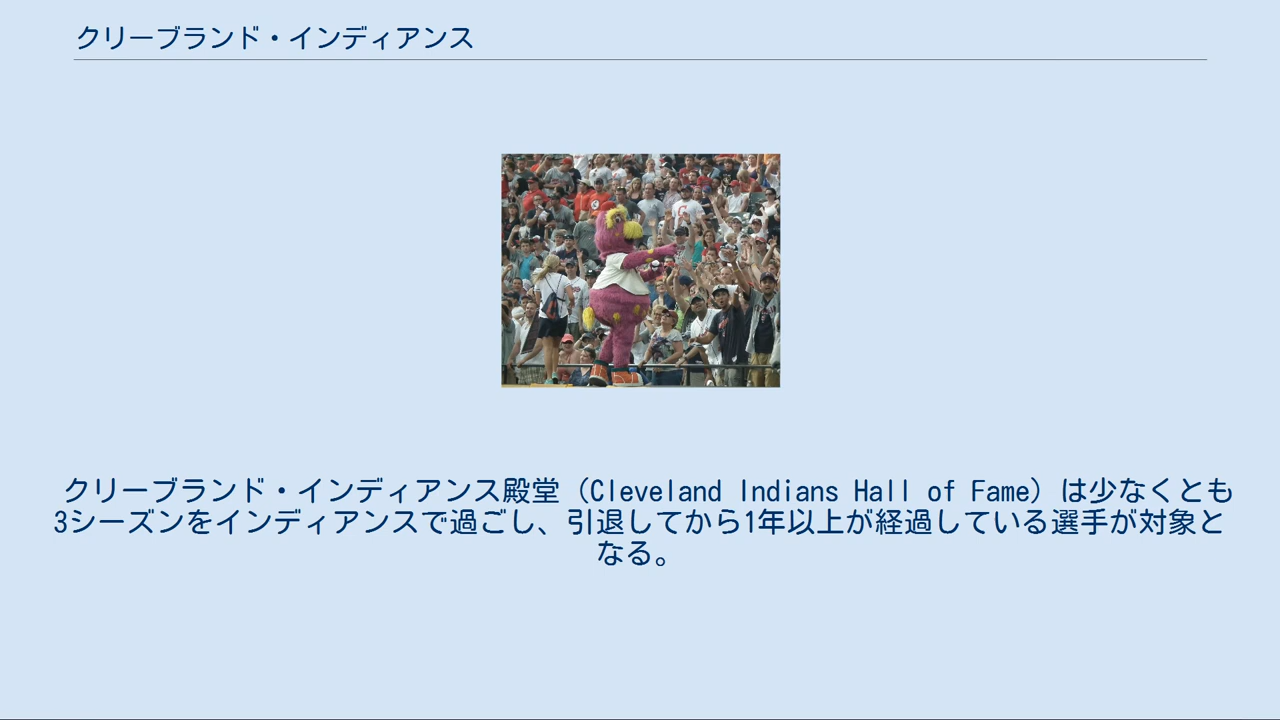 クリーブランド・インディアンス
クリーブランド・インディアンス殿堂（Cleveland Indians Hall of Fame）は少なくとも
3シーズンをインディアンスで過ごし、引退してから1年以上が経過している選手が対象と
なる。